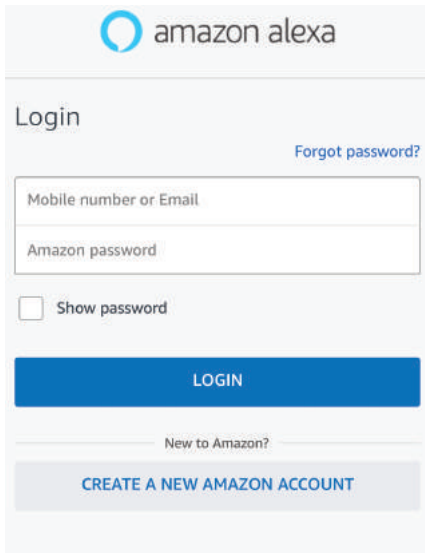 amazon alexa
Login
Forgot password?
Mobile number or Email
Amazon password
Show password
LOGIN
New to Amazon?
CREATE A NEW AMAZON ACCOUNT